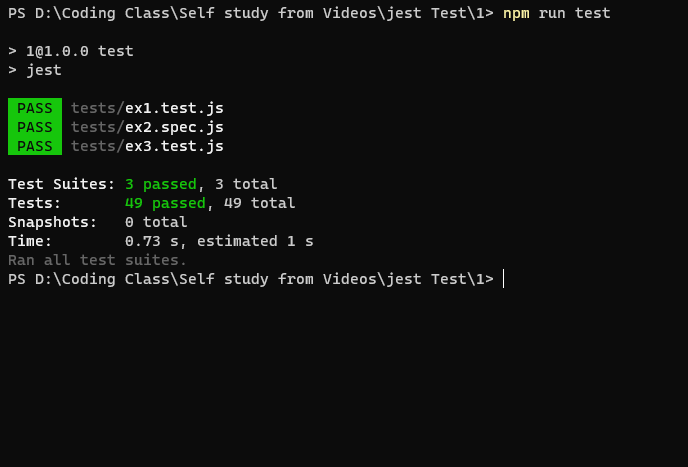 PS D:\Coding Class\Self study from Videos\jest Test\1> npm run test
> 1@1.0.0 test
> jest
PASS tests/ex1.test.js
PASS tests/ex2.spec.js
PASS tests/ex3.test.js
Test Suites: 3 passed, 3 total
Tests: 49 passed, 49 total
Snapshots: 0 total
Time: 0.73 s, estimated 1 s
Ran all test suites.
PS D:\Coding Class\Self study from Videos\jest Test\1>